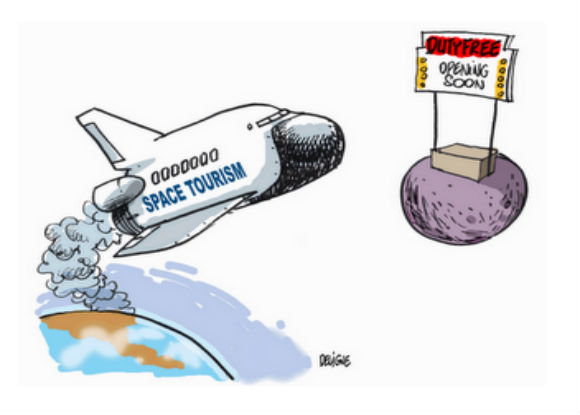 DUTYFREE
OPENING
SOON
SPACE TOURISM
DELIGNE